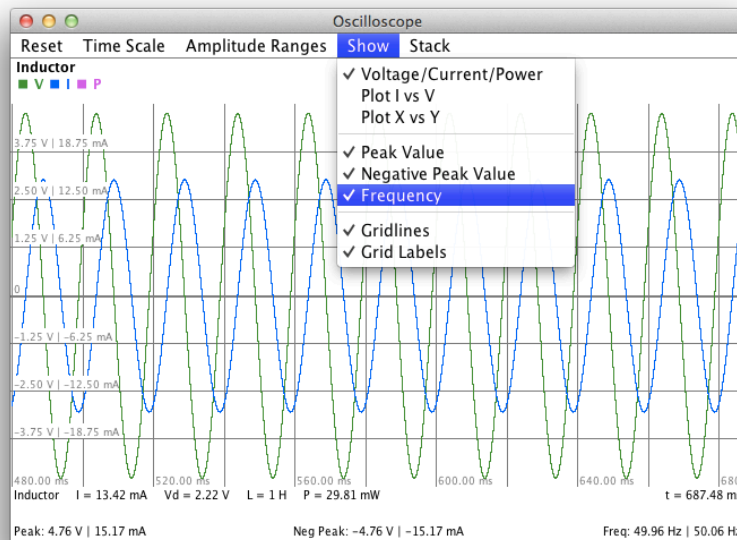 Oscilloscope
Reset Time Scale Amplitude Ranges Show Stack
Inductor
V I P
✓ Voltage/Current/Power
Plot I vs V
Plot X vs Y
✓ Peak Value
✓ Negative Peak Value
✓ Frequency
✓ Gridlines
✓ Grid Labels
3.75 V | 18.75 mA
2.50 V | 12.50 mA
1.25 V | 6.25 mA
0
−1.25 V | −6.25 mA
−2.50 V | −12.50 mA
−3.75 V | −18.75 mA
480.00 ms 520.00 ms 560.00 ms 600.00 ms 640.00 ms 680
Inductor I = 13.42 mA Vd = 2.22 V L = 1 H P = 29.81 mW t = 687.48 m
Peak: 4.76 V | 15.17 mA Neg Peak: −4.76 V | −15.17 mA Freq: 49.96 Hz | 50.06 Hz